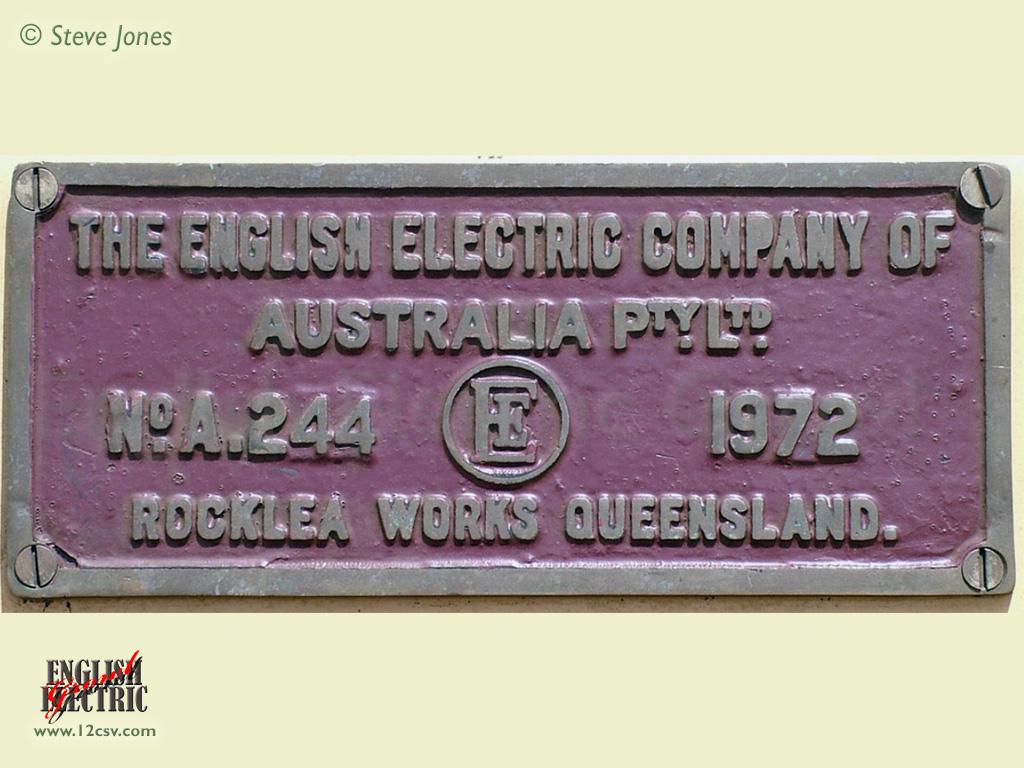 © Steve Jones
THE ENGLISH ELECTRIC COMPANY OF
AUSTRALIA PTY. LTD.
No. A. 244 EE 1972
ROCKLEA WORKS QUEENSLAND.
ENGLISH
ELECTRIC
www.12csv.com